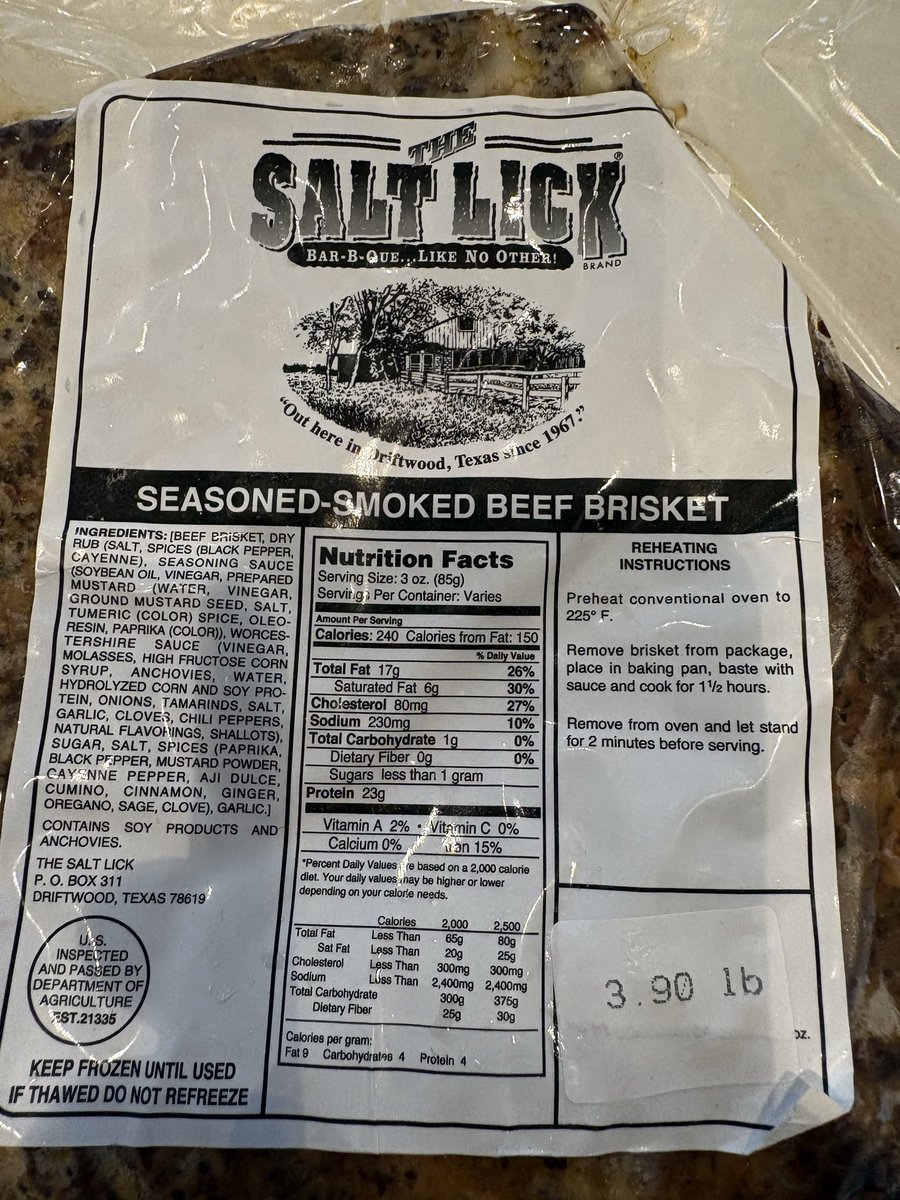 THE
SALT LICK®
BAR-B-QUE...LIKE NO OTHER!
BRAND
"Out here in Driftwood, Texas since 1967."
SEASONED-SMOKED BEEF BRISKET
INGREDIENTS: [BEEF BRISKET, DRY
RUB (SALT, SPICES (BLACK PEPPER,
CAYENNE), SEASONING SAUCE
(SOYBEAN OIL, VINEGAR, PREPARED
MUSTARD (WATER, VINEGAR,
GROUND MUSTARD SEED, SALT,
TUMERIC (COLOR) SPICE, OLEO-
RESIN, PAPRIKA (COLOR)), WORCES-
TERSHIRE SAUCE (VINEGAR,
MOLASSES, HIGH FRUCTOSE CORN
SYRUP, ANCHOVIES, WATER,
HYDROLYZED CORN AND SOY PRO-
TEIN, ONIONS, TAMARINDS, SALT,
GARLIC, CLOVES, CHILI PEPPERS,
NATURAL FLAVORINGS, SHALLOTS),
SUGAR, SALT, SPICES (PAPRIKA,
BLACK PEPPER, MUSTARD POWDER,
CAYENNE PEPPER, AJI DULCE,
CUMINO, CINNAMON, GINGER,
OREGANO, SAGE, CLOVE), GARLIC.]
CONTAINS SOY PRODUCTS AND
ANCHOVIES.
THE SALT LICK
P. O. BOX 311
DRIFTWOOD, TEXAS 78619
U.S.
INSPECTED
AND PASSED BY
DEPARTMENT OF
AGRICULTURE
EST.21335
KEEP FROZEN UNTIL USED
IF THAWED DO NOT REFREEZE
Nutrition Facts
Serving Size: 3 oz. (85g)
Servings Per Container: Varies
Amount Per Serving
Calories: 240 Calories from Fat: 150
% Daily Value
Total Fat 17g 26%
Saturated Fat 6g 30%
Cholesterol 80mg 27%
Sodium 230mg 10%
Total Carbohydrate 1g 0%
Dietary Fiber 0g 0%
Sugars less than 1 gram
Protein 23g
Vitamin A 2% • Vitamin C 0%
Calcium 0% Iron 15%
*Percent Daily Values are based on a 2,000 calorie
diet. Your daily values may be higher or lower
depending on your calorie needs.
Calories 2,000 2,500
Total Fat Less Than 65g 80g
Sat Fat Less Than 20g 25g
Cholesterol Less Than 300mg 300mg
Sodium Less Than 2,400mg 2,400mg
Total Carbohydrate 300g 375g
Dietary Fiber 25g 30g
Calories per gram:
Fat 9 Carbohydrates 4 Protein 4
REHEATING
INSTRUCTIONS
Preheat conventional oven to
225° F.
Remove brisket from package,
place in baking pan, baste with
sauce and cook for 1½ hours.
Remove from oven and let stand
for 2 minutes before serving.
3.90 lb
oz.